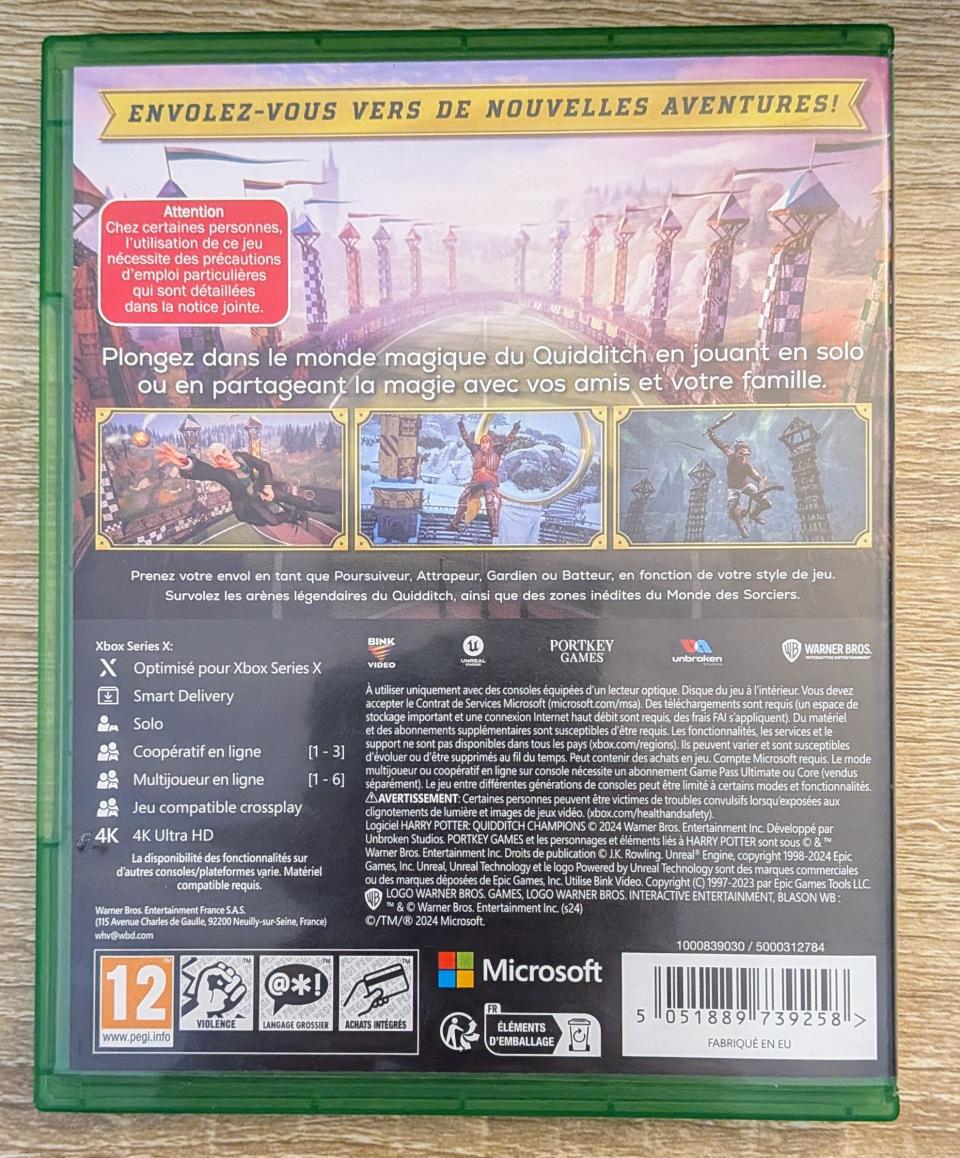 ENVOLEZ-VOUS VERS DE NOUVELLES AVENTURES!
Attention
Chez certaines personnes,
l'utilisation de ce jeu
nécessite des précautions
d'emploi particulières
qui sont détaillées
dans la notice jointe.
Plongez dans le monde magique du Quidditch en jouant en solo
ou en partageant la magie avec vos amis et votre famille.
Prenez votre envol en tant que Poursuiveur, Attrapeur, Gardien ou Batteur, en fonction de votre style de jeu.
Survolez les arènes légendaires du Quidditch, ainsi que des zones inédites du Monde des Sorciers.
Xbox Series X:
Optimisé pour Xbox Series X
Smart Delivery
Solo
Coopératif en ligne [1 - 3]
Multijoueur en ligne [1 - 6]
Jeu compatible crossplay
4K 4K Ultra HD
La disponibilité des fonctionnalités sur
d'autres consoles/plateformes varie. Matériel
compatible requis.
Warner Bros. Entertainment France S.A.S.
(115 Avenue Charles de Gaulle, 92200 Neuilly-sur-Seine, France)
whv@wbd.com
BINK
VIDEO
UNREAL
ENGINE
PORTKEY
GAMES
unbroken
STUDIOS
WB WARNER BROS.
INTERACTIVE ENTERTAINMENT
À utiliser uniquement avec des consoles équipées d'un lecteur optique. Disque du jeu à l'intérieur. Vous devez
accepter le Contrat de Services Microsoft (microsoft.com/msa). Des téléchargements sont requis (un espace de
stockage important et une connexion Internet haut débit sont requis, des frais FAI s'appliquent). Du matériel
et des abonnements supplémentaires sont susceptibles d'être requis. Les fonctionnalités, les services et le
support ne sont pas disponibles dans tous les pays (xbox.com/regions). Ils peuvent varier et sont susceptibles
d'évoluer ou d'être supprimés au fil du temps. Peut contenir des achats en jeu. Compte Microsoft requis. Le mode
multijoueur ou coopératif en ligne sur console nécessite un abonnement Game Pass Ultimate ou Core (vendus
séparément). Le jeu entre différentes générations de consoles peut être limité à certains modes et fonctionnalités.
⚠AVERTISSEMENT: Certaines personnes peuvent être victimes de troubles convulsifs lorsqu'exposées aux
clignotements de lumière et images de jeux vidéo. (xbox.com/healthandsafety).
Logiciel HARRY POTTER: QUIDDITCH CHAMPIONS © 2024 Warner Bros. Entertainment Inc. Développé par
Unbroken Studios. PORTKEY GAMES et les personnages et éléments liés à HARRY POTTER sont sous © & ™
Warner Bros. Entertainment Inc. Droits de publication © J.K. Rowling. Unreal® Engine, copyright 1998-2024 Epic
Games, Inc. Unreal, Unreal Technology et le logo Powered by Unreal Technology sont des marques commerciales
ou des marques déposées de Epic Games, Inc. Utilise Bink Video. Copyright (C) 1997-2023 par Epic Games Tools LLC.
WB LOGO WARNER BROS. GAMES, LOGO WARNER BROS. INTERACTIVE ENTERTAINMENT, BLASON WB :
™ & © Warner Bros. Entertainment Inc. (s24)
©/TM/® 2024 Microsoft.
12
www.pegi.info
VIOLENCE
@*!
LANGAGE GROSSIER
ACHATS INTÉGRÉS
Microsoft
FR
ÉLÉMENTS
D'EMBALLAGE
1000839030 / 5000312784
5 051889 739258 >
FABRIQUÉ EN EU